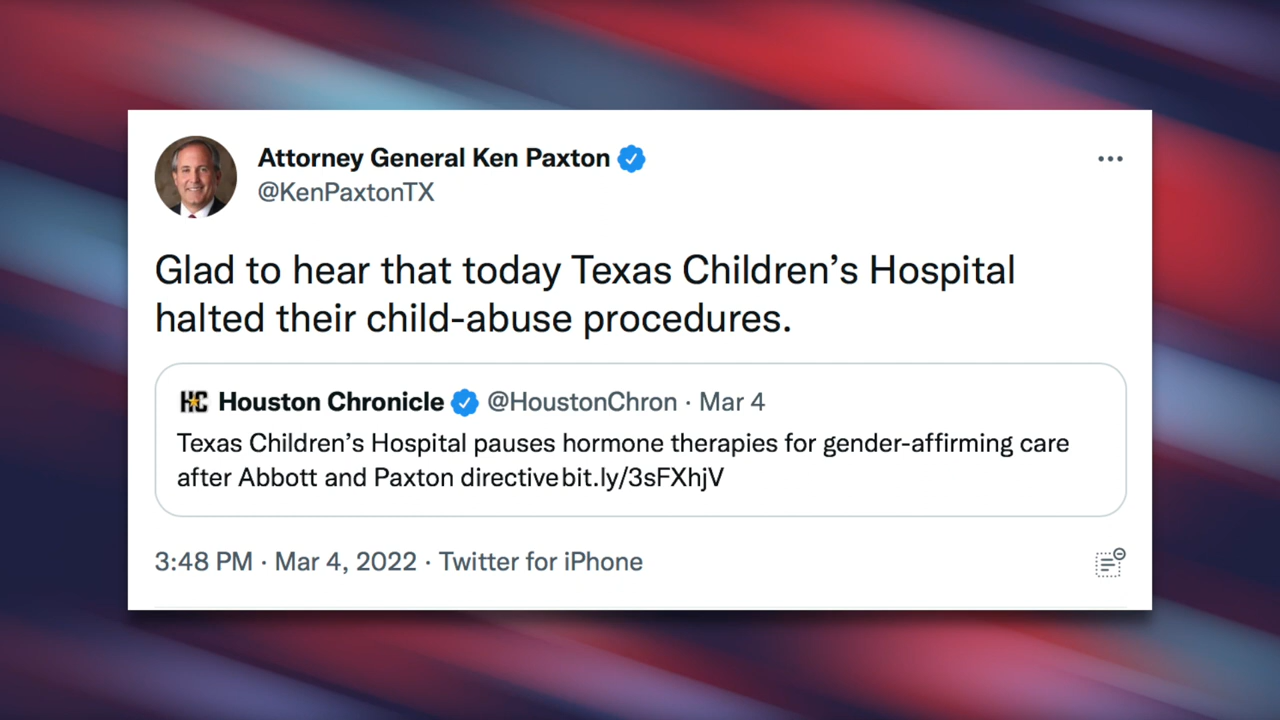 Attorney General Ken Paxton
@KenPaxtonTX
Glad to hear that today Texas Children’s Hospital
halted their child-abuse procedures.
HC Houston Chronicle @HoustonChron · Mar 4
Texas Children’s Hospital pauses hormone therapies for gender-affirming care
after Abbott and Paxton directive bit.ly/3sFXhjV
3:48 PM · Mar 4, 2022 · Twitter for iPhone